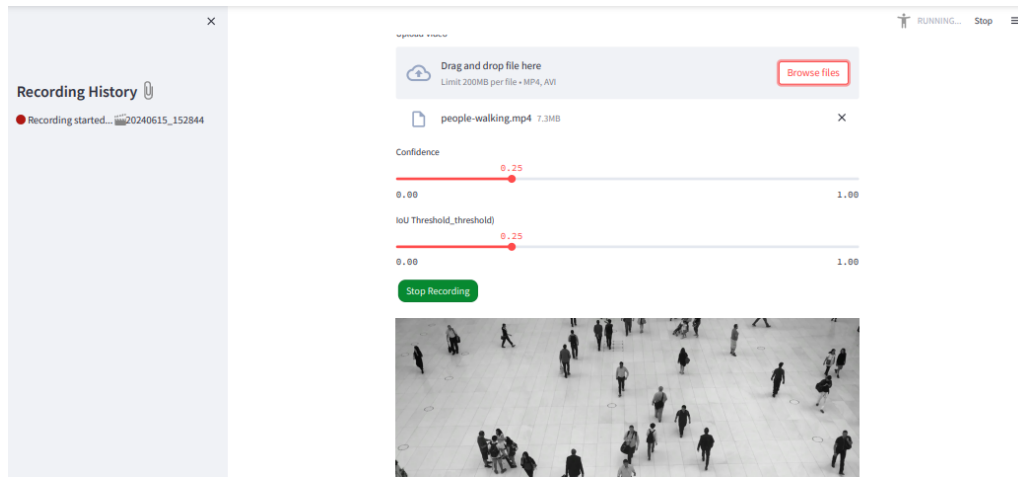 RUNNING...
Stop
Recording History
Recording started... 20240615_152844
Upload video
Drag and drop file here
Limit 200MB per file • MP4, AVI
Browse files
people-walking.mp4 7.3MB
Confidence
0.25
0.00 1.00
IoU Threshold_threshold)
0.25
0.00 1.00
Stop Recording